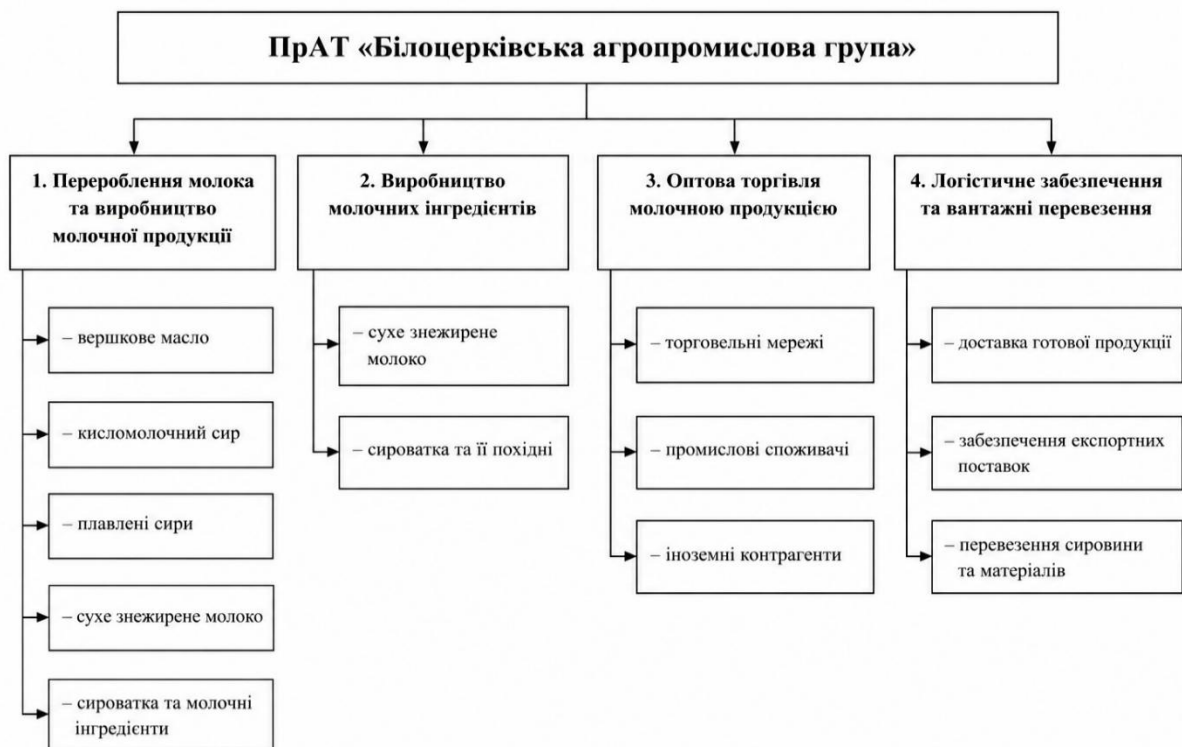 ПрАТ «Білоцерківська агропромислова група»
1. Перероблення молока
та виробництво
молочної продукції
– вершкове масло
– кисломолочний сир
– плавлені сири
– сухе знежирене молоко
– сироватка та молочні
інгредієнти
2. Виробництво
молочних інгредієнтів
– сухе знежирене
молоко
– сироватка та її похідні
3. Оптова торгівля
молочною продукцією
– торговельні мережі
– промислові споживачі
– іноземні контрагенти
4. Логістичне забезпечення
та вантажні перевезення
– доставка готової продукції
– забезпечення експортних
поставок
– перевезення сировини
та матеріалів